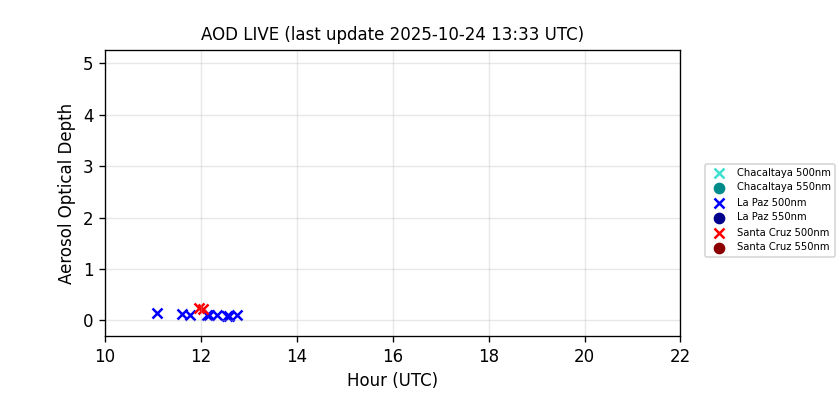 AOD LIVE (last update 2025-10-24 13:33 UTC)
5
4
3
2
1
0
Aerosol Optical Depth
10 12 14 16 18 20 22
Hour (UTC)
Chacaltaya 500nm
Chacaltaya 550nm
La Paz 500nm
La Paz 550nm
Santa Cruz 500nm
Santa Cruz 550nm